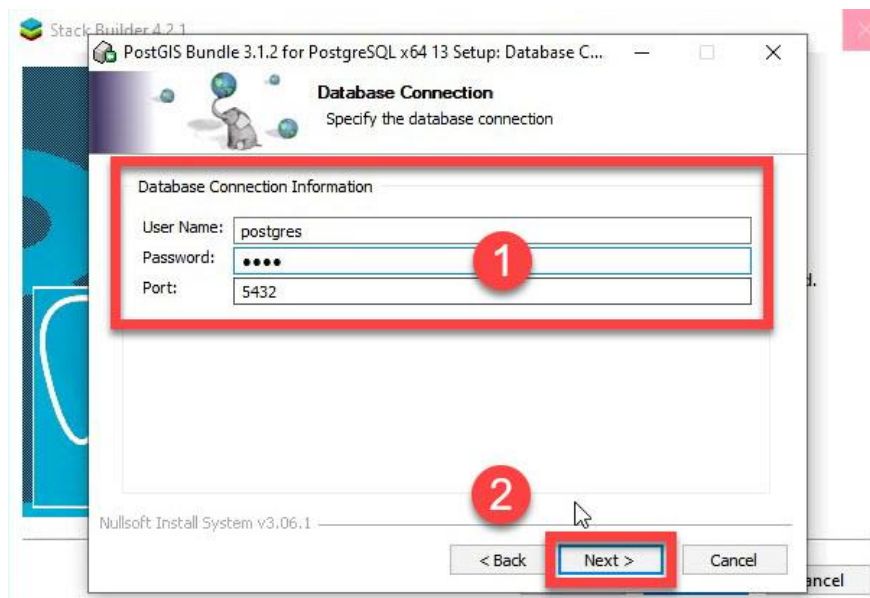 Stack Builder 4.2.1
PostGIS Bundle 3.1.2 for PostgreSQL x64 13 Setup: Database C...
Database Connection
Specify the database connection
Database Connection Information
User Name: postgres
Password: ●●●●
1
Port: 5432
d.
2
Nullsoft Install System v3.06.1
< Back Next > Cancel
ancel